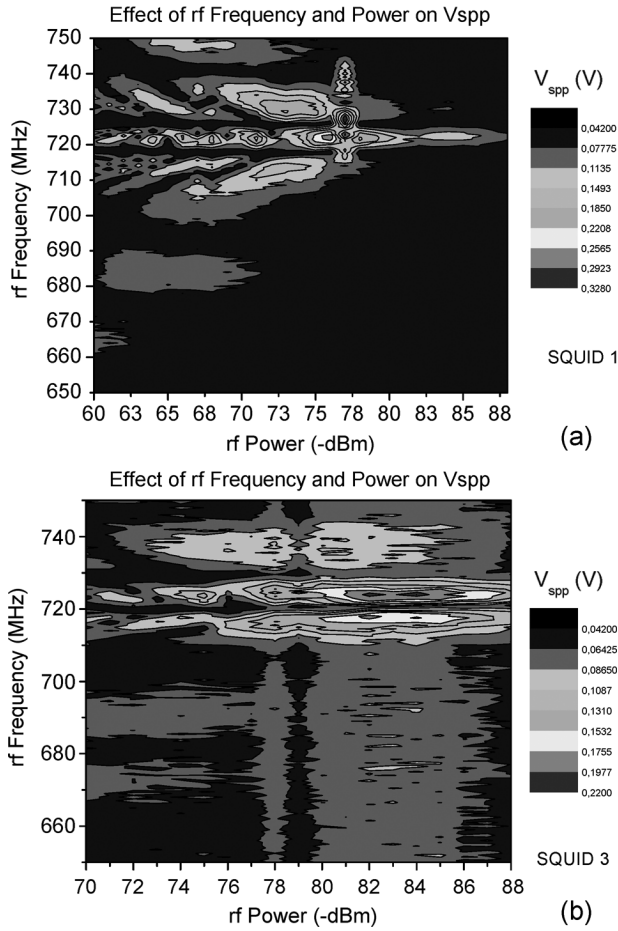 Effect of rf Frequency and Power on Vspp
750
740
730
720
710
700
690
680
670
660
650
rf Frequency (MHz)
60 63 65 68 70 73 75 78 80 83 85 88
rf Power (-dBm)
Vspp (V)
0,04200
0,07775
0,1135
0,1493
0,1850
0,2208
0,2565
0,2923
0,3280
SQUID 1
(a)
Effect of rf Frequency and Power on Vspp
740
720
700
680
660
rf Frequency (MHz)
70 72 74 76 78 80 82 84 86 88
rf Power (-dBm)
Vspp (V)
0,04200
0,06425
0,08650
0,1087
0,1310
0,1532
0,1755
0,1977
0,2200
SQUID 3
(b)